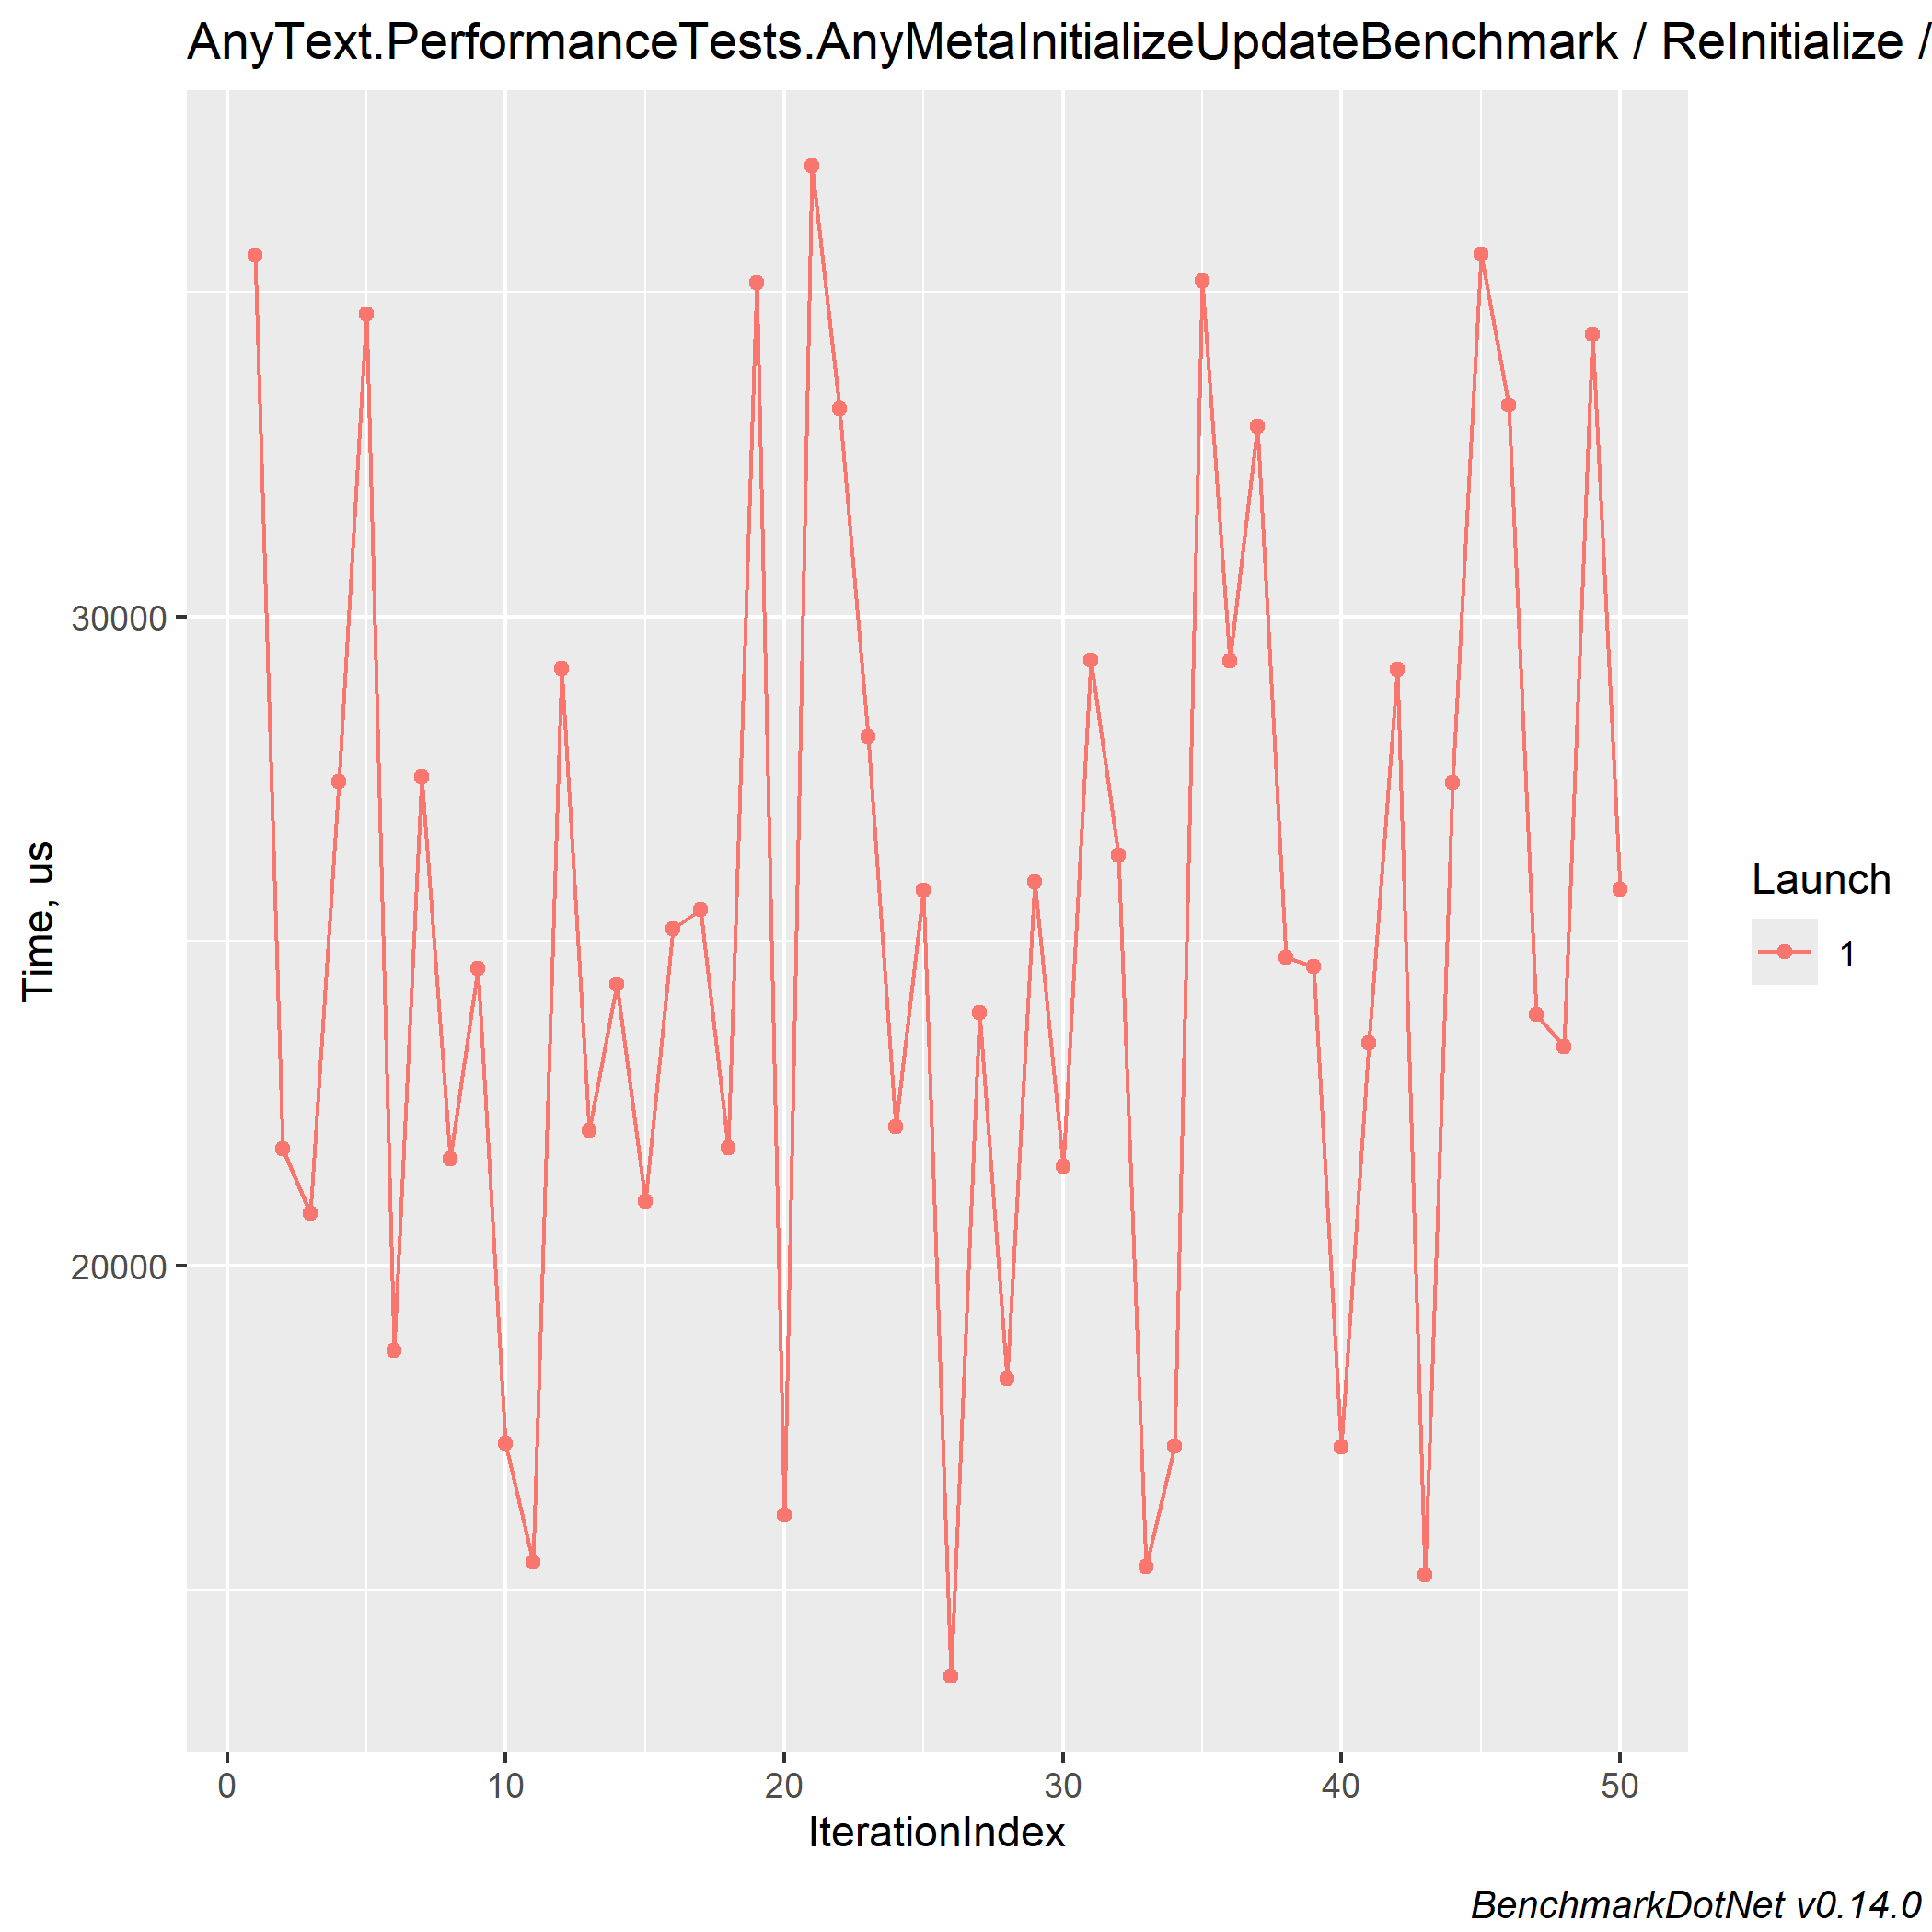 AnyText.PerformanceTests.AnyMetaInitializeUpdateBenchmark / ReInitialize /
Time, us
30000
20000
0 10 20 30 40 50
IterationIndex
Launch
1
BenchmarkDotNet v0.14.0